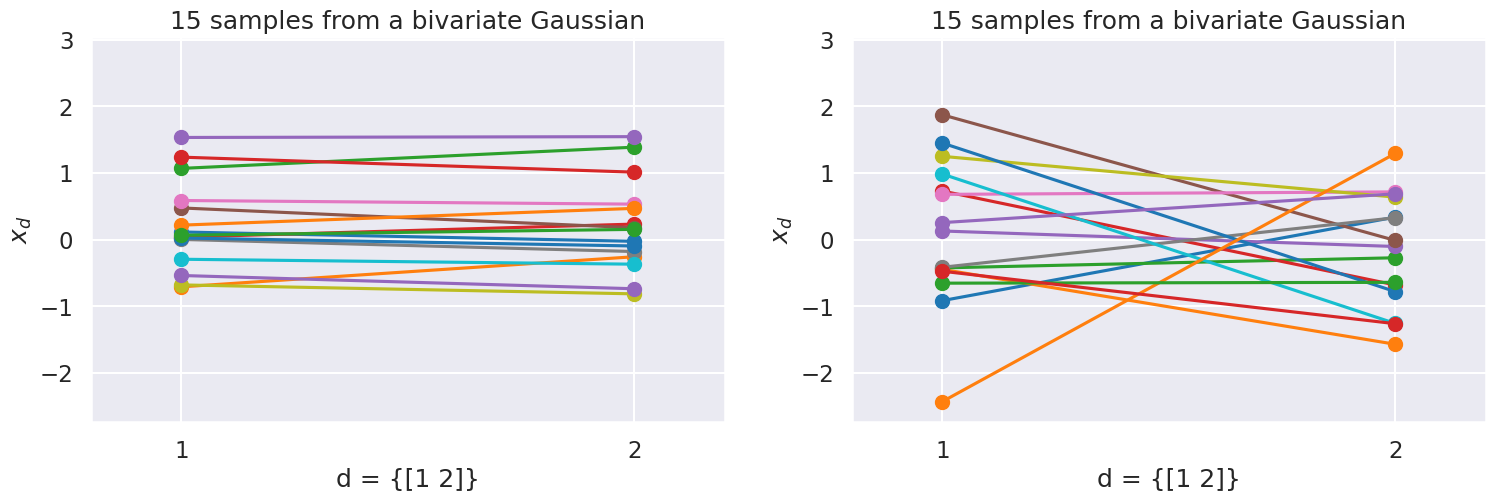 15 samples from a bivariate Gaussian
3
2
1
0
−1
−2
x_d
1 2
d = {[1 2]}
15 samples from a bivariate Gaussian
3
2
1
0
−1
−2
x_d
1 2
d = {[1 2]}